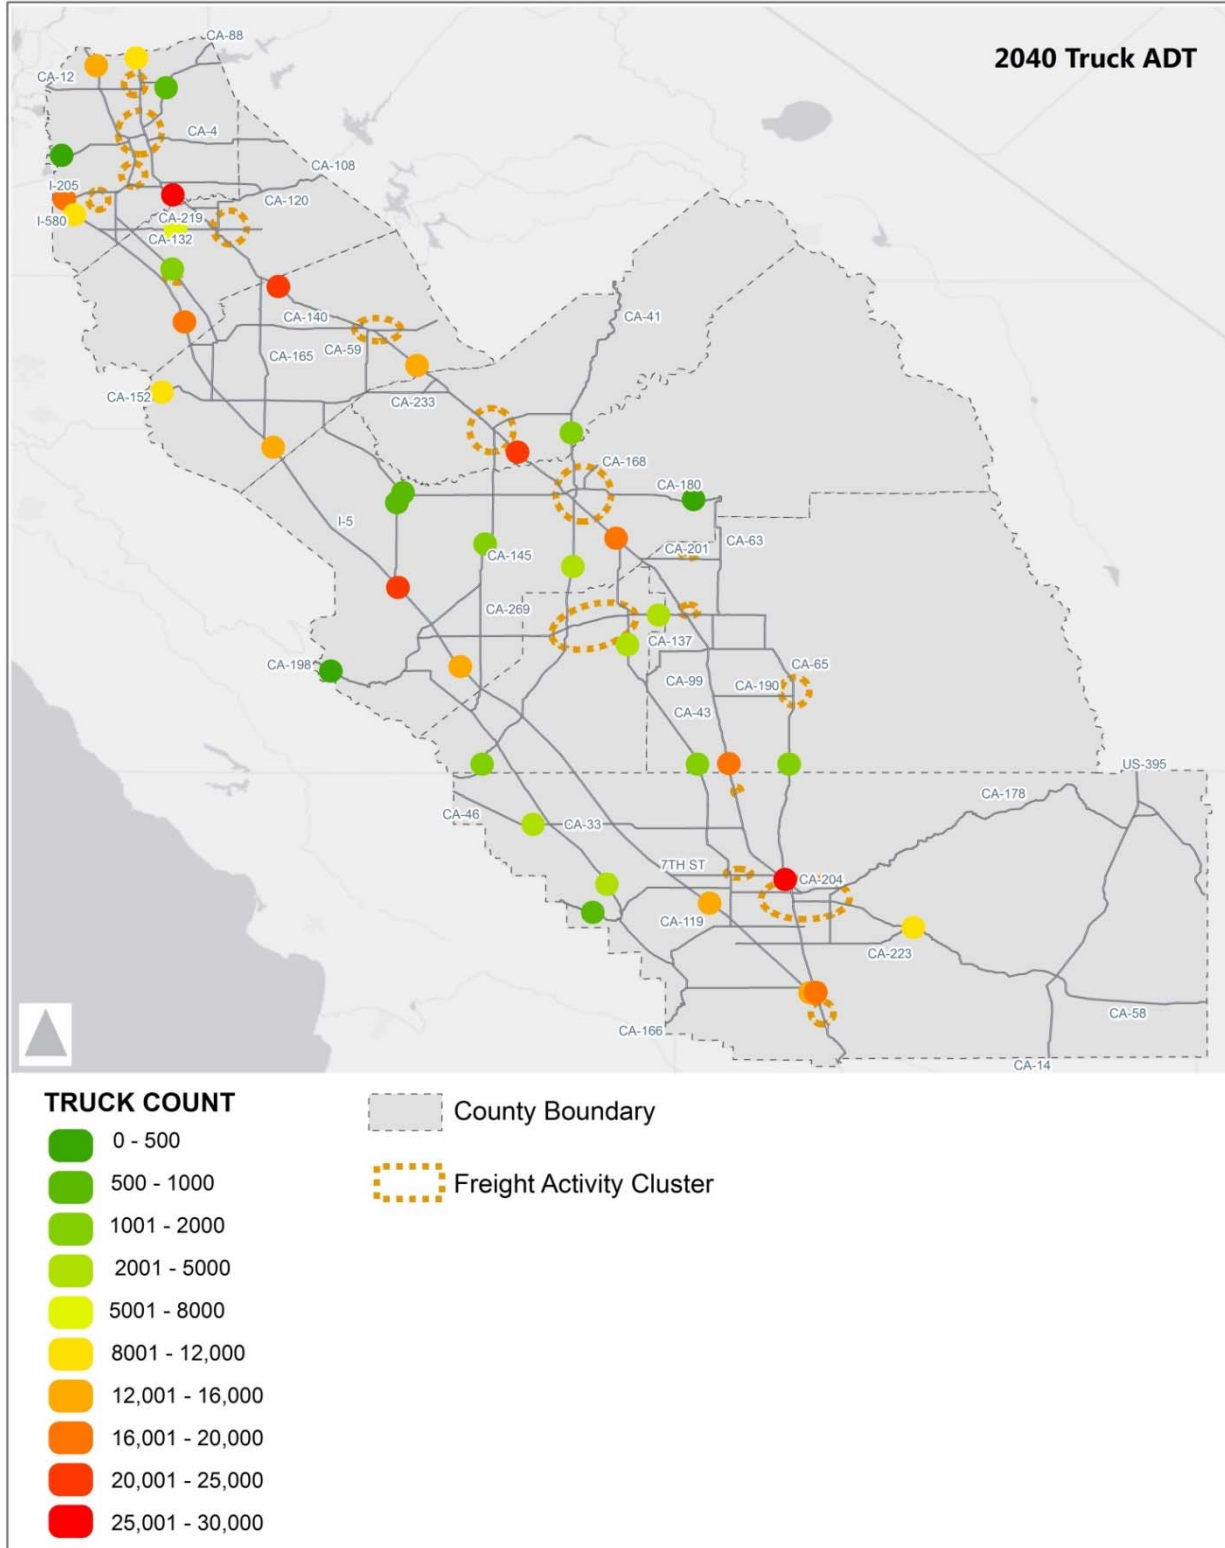 2040 Truck ADT
CA-88
CA-12
CA-4
CA-108
I-205
CA-120
CA-219
I-580
CA-132
CA-41
CA-140
CA-59
CA-165
CA-152
CA-233
CA-168
CA-180
I-5
CA-63
CA-201
CA-145
CA-269
CA-137
CA-198
CA-65
CA-99
CA-190
CA-43
US-395
CA-178
CA-46
CA-33
7TH ST
CA-204
CA-119
CA-223
CA-58
CA-166
CA-14
TRUCK COUNT
0 - 500
500 - 1000
1001 - 2000
2001 - 5000
5001 - 8000
8001 - 12,000
12,001 - 16,000
16,001 - 20,000
20,001 - 25,000
25,001 - 30,000
County Boundary
Freight Activity Cluster